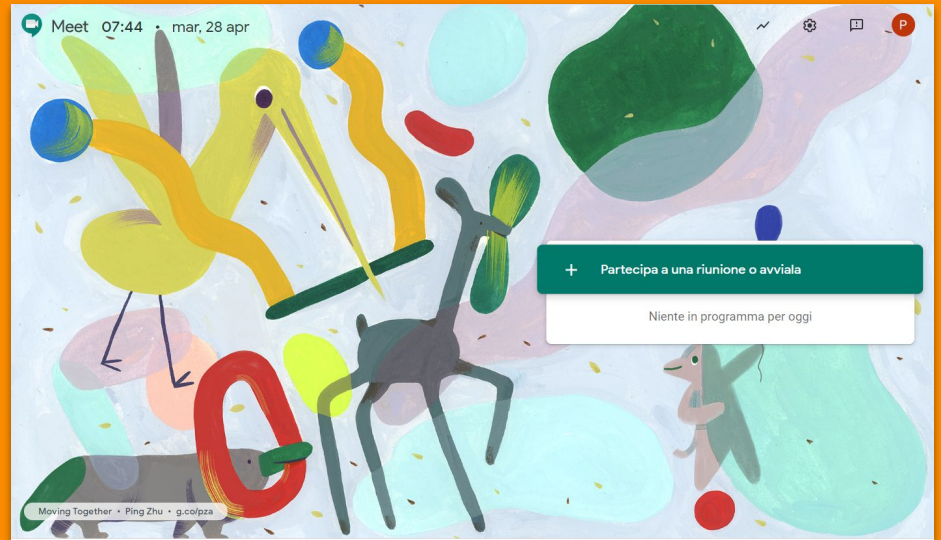 Meet 07:44 • mar, 28 apr
P
Partecipa a una riunione o avviala
Niente in programma per oggi
Moving Together • Ping Zhu • g.co/pza